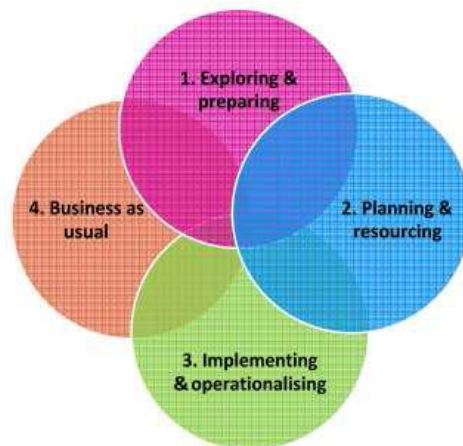 1. Exploring &
preparing
2. Planning &
resourcing
3. Implementing
& operationalising
4. Business as
usual